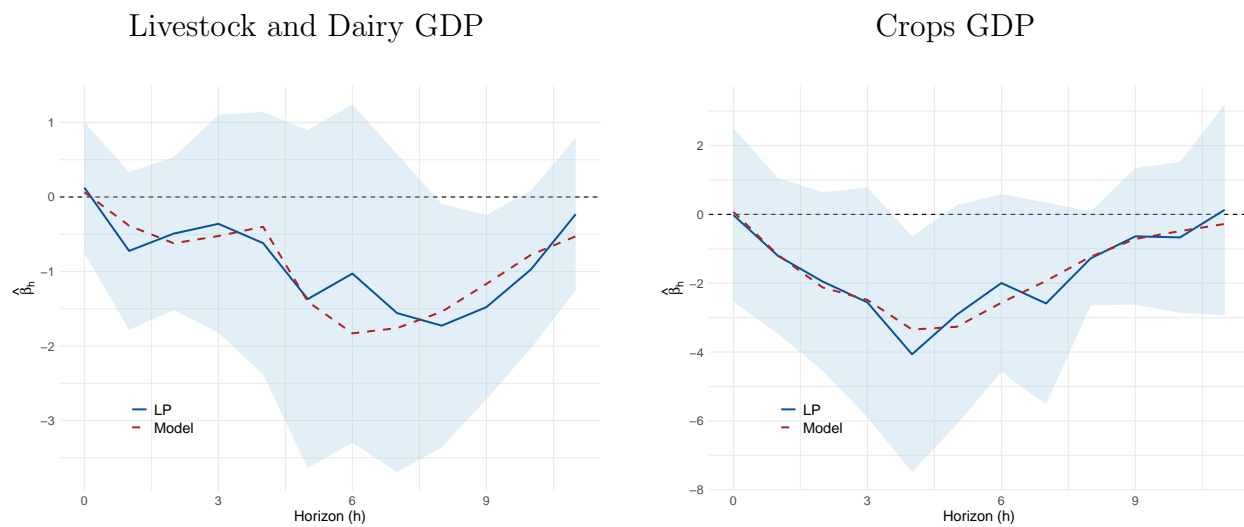 Livestock and Dairy GDP
1
0
−1
−2
−3
β̂h
LP
Model
0 3 6 9
Horizon (h)
Crops GDP
2
0
−2
−4
−6
−8
β̂h
LP
Model
0 3 6 9
Horizon (h)